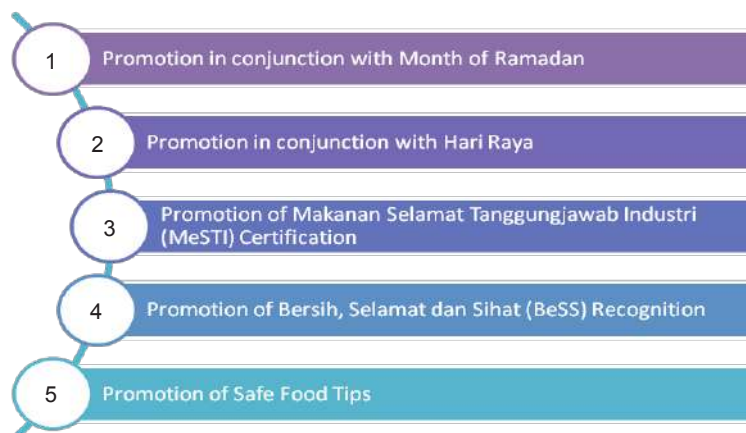 1 Promotion in conjunction with Month of Ramadan
2 Promotion in conjunction with Hari Raya
3 Promotion of Makanan Selamat Tanggungjawab Industri
(MeSTI) Certification
4 Promotion of Bersih, Selamat dan Sihat (BeSS) Recognition
5 Promotion of Safe Food Tips